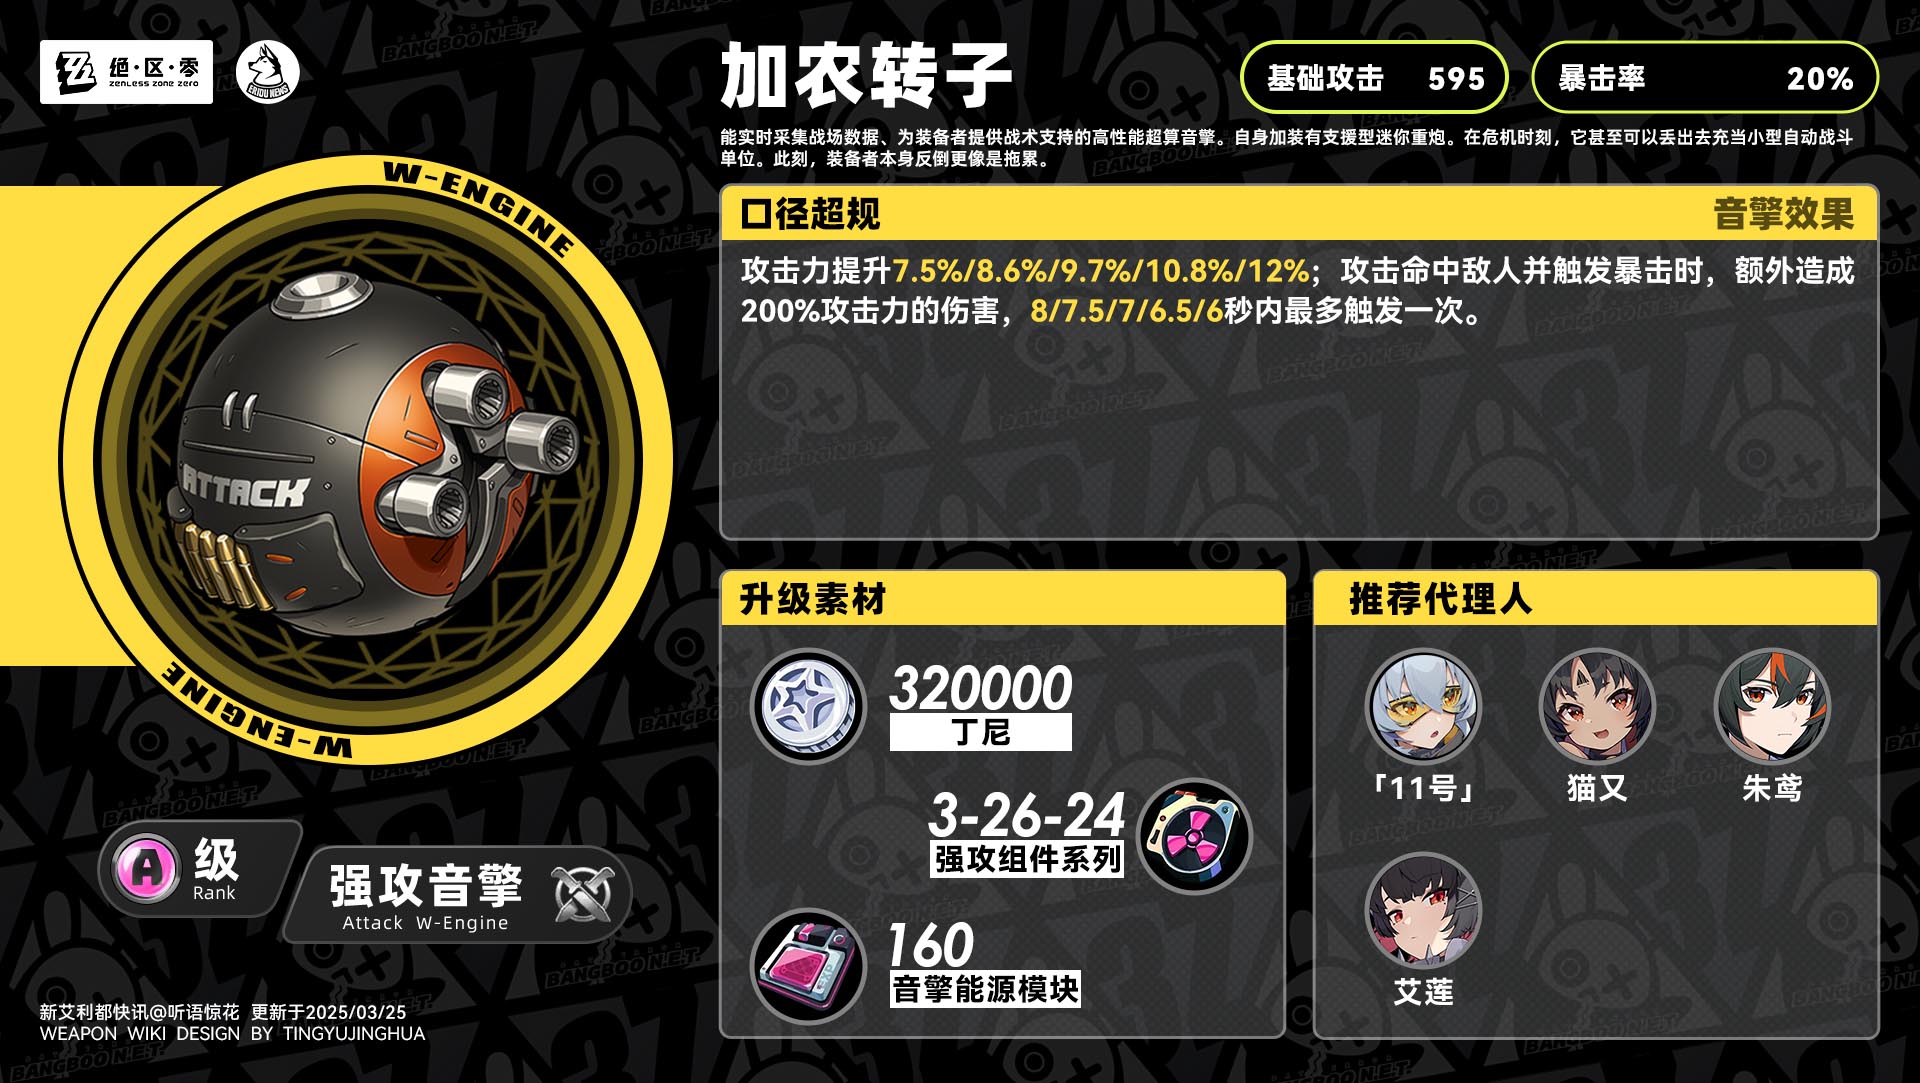 绝·区·零
ZENLESS ZONE ZERO
ERIDU NEWS
加农转子
基础攻击 595
暴击率 20%
能实时采集战场数据、为装备者提供战术支持的高性能超算音擎。自身加装有支援型迷你重炮。在危机时刻，它甚至可以丢出去充当小型自动战斗
单位。此刻，装备者本身反倒更像是拖累。
W-ENGINE
ATTACK
W-ENGINE
口径超规 音擎效果
攻击力提升7.5%/8.6%/9.7%/10.8%/12%；攻击命中敌人并触发暴击时，额外造成
200%攻击力的伤害，8/7.5/7/6.5/6秒内最多触发一次。
升级素材
320000
丁尼
3-26-24
强攻组件系列
160
音擎能源模块
推荐代理人
「11号」 猫又 朱鸢
艾莲
A级
Rank
强攻音擎
Attack W-Engine
新艾利都快讯@听语惊花 更新于2025/03/25
WEAPON WIKI DESIGN BY TINGYUJINGHUA
BANGBOO N.E.T.